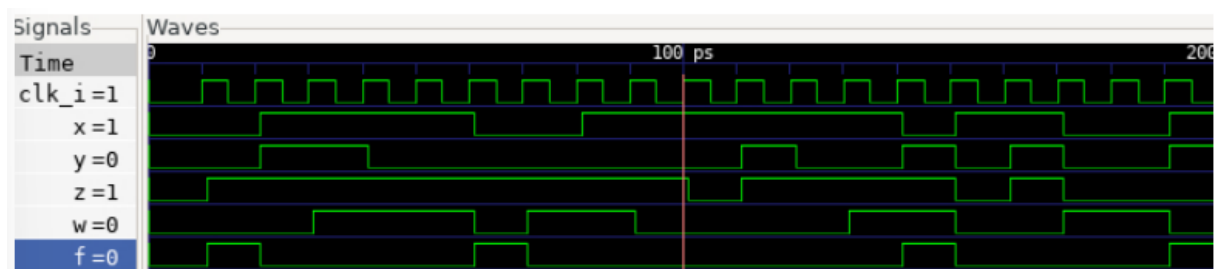 Signals Waves
Time 0 100 ps 200
clk_i=1
x=1
y=0
z=1
w=0
f=0